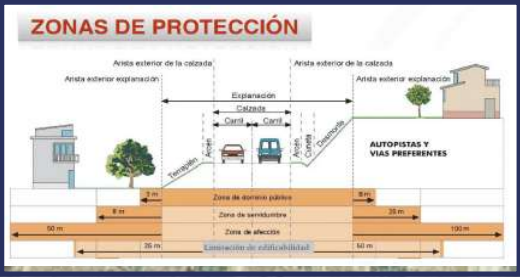 ZONAS DE PROTECCIÓN
Arista exterior de la calzada
Arista exterior de la calzada
Arista exterior explanación
Arista exterior explanación
Explanación
Calzada
Carril
Carril
Terraplén
Arcén
Arcén
Cuneta
Desmonte
AUTOPISTAS Y
VIAS PREFERENTES
3 m
Zona de dominio público
8 m
8 m
Zona de servidumbre
25 m
50 m
Zona de afección
100 m
25 m
Limitación de edificabilidad
50 m